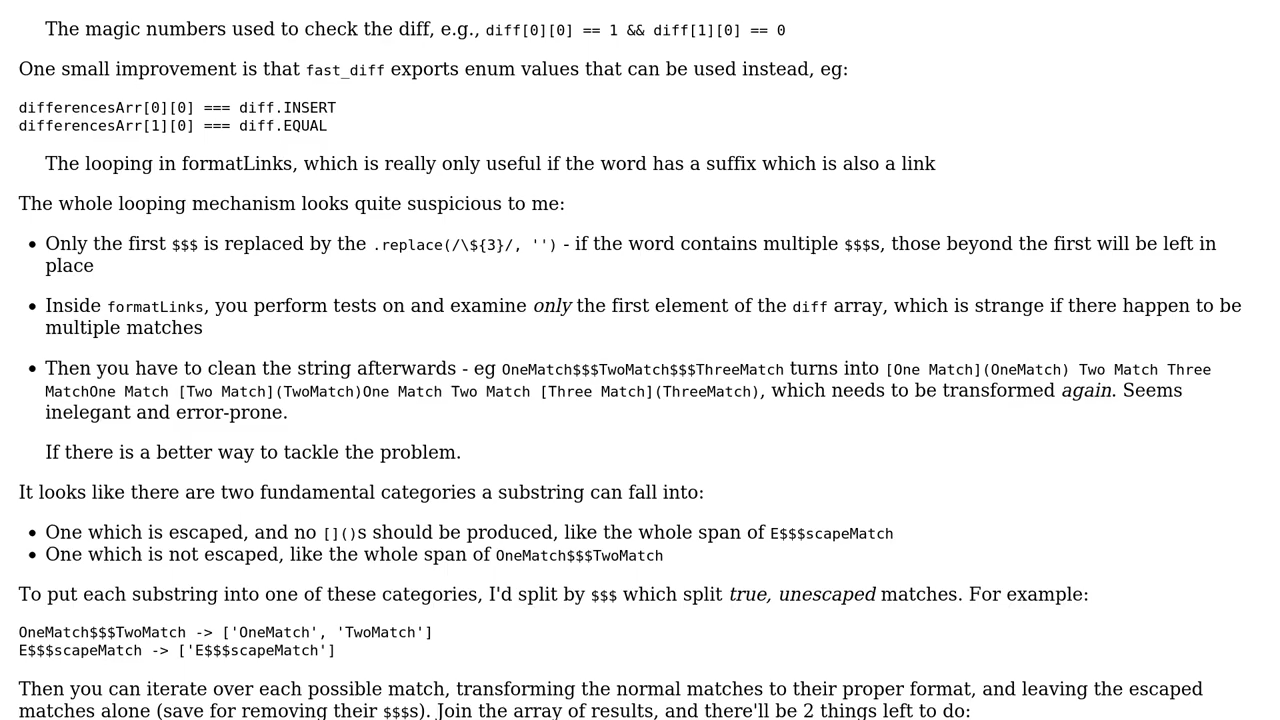 The magic numbers used to check the diff, e.g., diff[0][0] == 1 && diff[1][0] == 0
One small improvement is that fast_diff exports enum values that can be used instead, eg:
differencesArr[0][0] === diff.INSERT
differencesArr[1][0] === diff.EQUAL
The looping in formatLinks, which is really only useful if the word has a suffix which is also a link
The whole looping mechanism looks quite suspicious to me:
• Only the first $$$ is replaced by the .replace(/\${3}/, '') - if the word contains multiple $$$s, those beyond the first will be left in
place
• Inside formatLinks, you perform tests on and examine only the first element of the diff array, which is strange if there happen to be
multiple matches
• Then you have to clean the string afterwards - eg OneMatch$$$TwoMatch$$$ThreeMatch turns into [One Match](OneMatch) Two Match Three
MatchOne Match [Two Match](TwoMatch)One Match Two Match [Three Match](ThreeMatch), which needs to be transformed again. Seems
inelegant and error-prone.
If there is a better way to tackle the problem.
It looks like there are two fundamental categories a substring can fall into:
• One which is escaped, and no []()s should be produced, like the whole span of E$$$scapeMatch
• One which is not escaped, like the whole span of OneMatch$$$TwoMatch
To put each substring into one of these categories, I'd split by $$$ which split true, unescaped matches. For example:
OneMatch$$$TwoMatch -> ['OneMatch', 'TwoMatch']
E$$$scapeMatch -> ['E$$$scapeMatch']
Then you can iterate over each possible match, transforming the normal matches to their proper format, and leaving the escaped
matches alone (save for removing their $$$s). Join the array of results, and there'll be 2 things left to do: